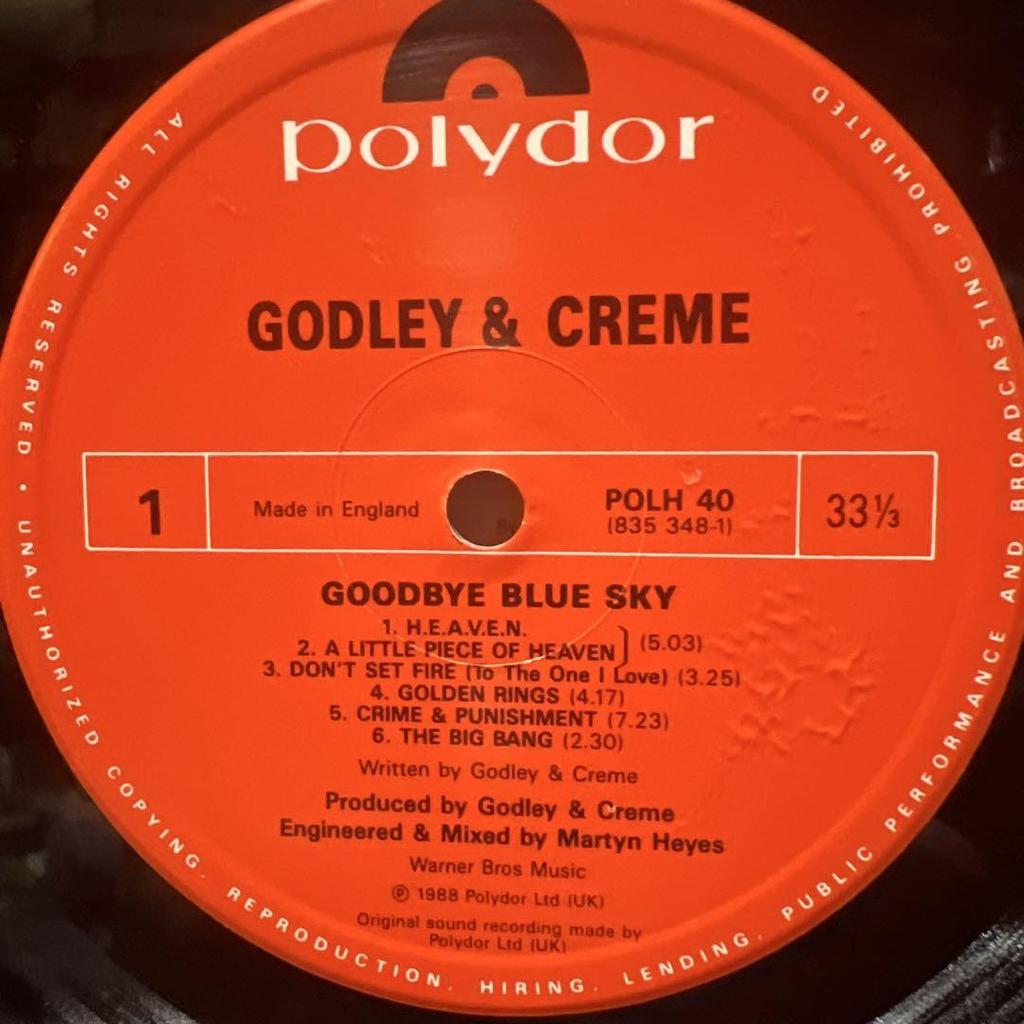 polydor
GODLEY & CREME
1
Made in England
POLH 40
(835 348-1)
33⅓
GOODBYE BLUE SKY
1. H.E.A.V.E.N.
2. A LITTLE PIECE OF HEAVEN (5.03)
3. DON'T SET FIRE (To The One I Love) (3.25)
4. GOLDEN RINGS (4.17)
5. CRIME & PUNISHMENT (7.23)
6. THE BIG BANG (2.30)
Written by Godley & Creme
Produced by Godley & Creme
Engineered & Mixed by Martyn Heyes
Warner Bros Music
℗ 1988 Polydor Ltd (UK)
Original sound recording made by
Polydor Ltd (UK)
ALL RIGHTS RESERVED • UNAUTHORIZED COPYING. REPRODUCTION. HIRING. LENDING. PUBLIC PERFORMANCE AND BROADCASTING PROHIBITED